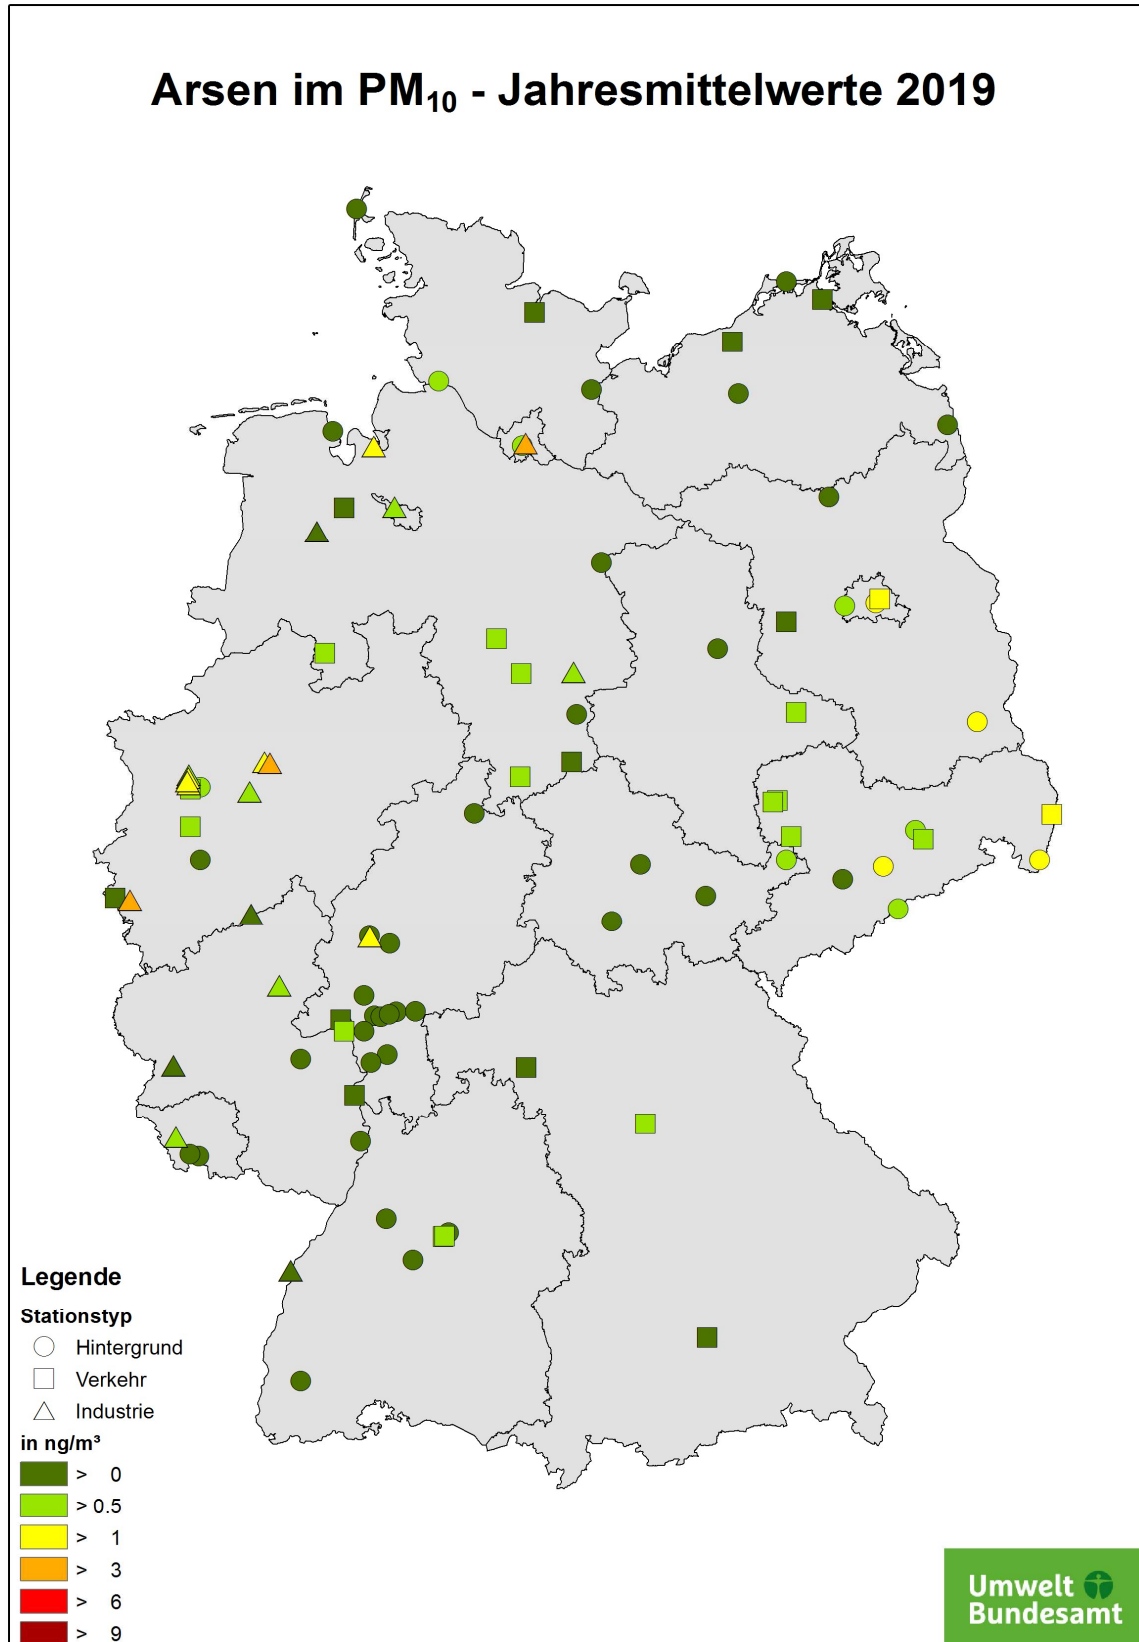 Arsen im PM₁₀ - Jahresmittelwerte 2019
Legende
Stationstyp
Hintergrund
Verkehr
Industrie
in ng/m³
> 0
> 0.5
> 1
> 3
> 6
> 9
Umwelt
Bundesamt